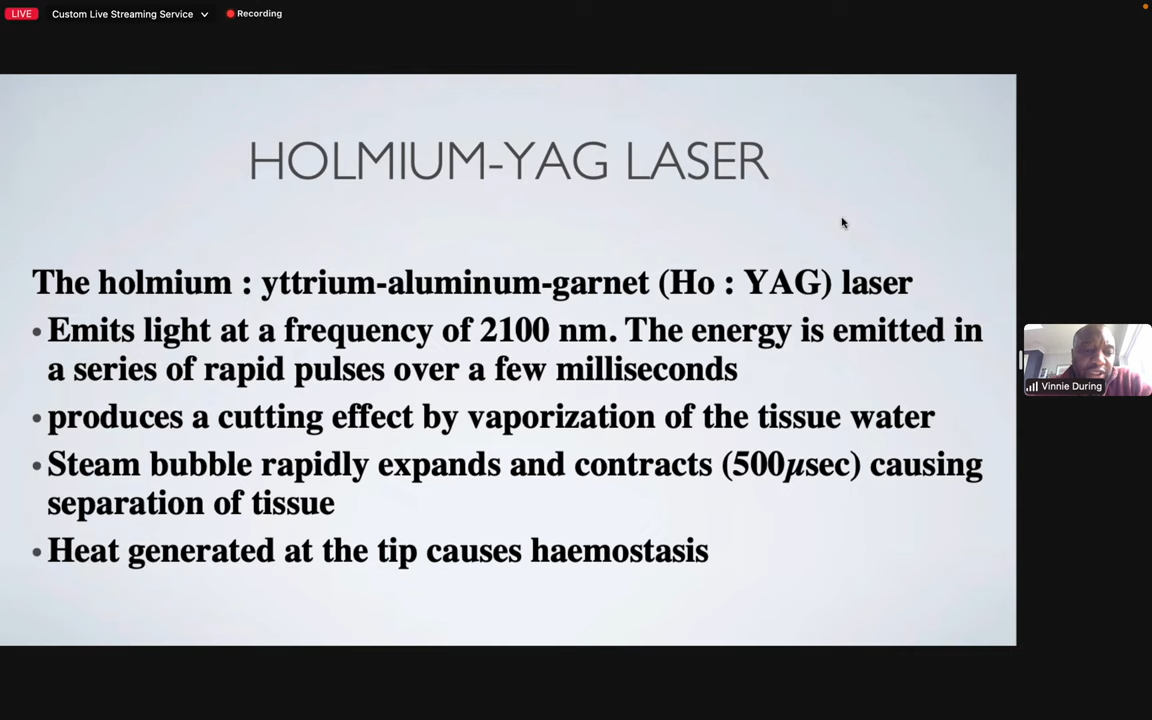 LIVE Custom Live Streaming Service Recording
HOLMIUM-YAG LASER
The holmium : yttrium-aluminum-garnet (Ho : YAG) laser
• Emits light at a frequency of 2100 nm. The energy is emitted in
a series of rapid pulses over a few milliseconds
• produces a cutting effect by vaporization of the tissue water
• Steam bubble rapidly expands and contracts (500μsec) causing
separation of tissue
• Heat generated at the tip causes haemostasis
Vinnie During